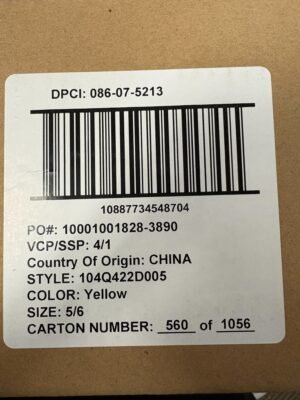 DPCI: 086-07-5213
10887734548704
PO#: 10001001828-3890
VCP/SSP: 4/1
Country Of Origin: CHINA
STYLE: 104Q422D005
COLOR: Yellow
SIZE: 5/6
CARTON NUMBER: 560 of 1056